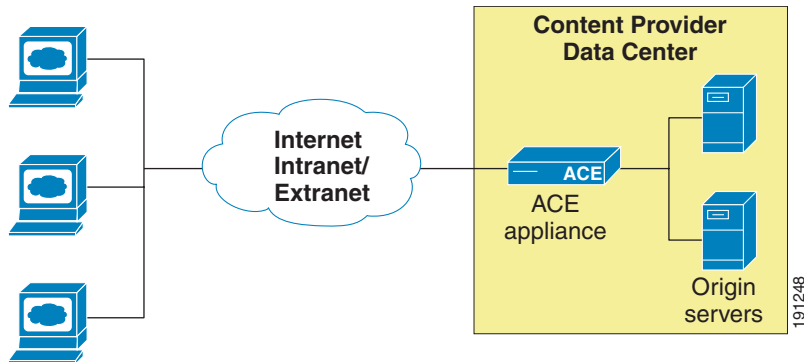 Content Provider
Data Center
Internet
Intranet/
Extranet
ACE
ACE
appliance
Origin
servers
191248